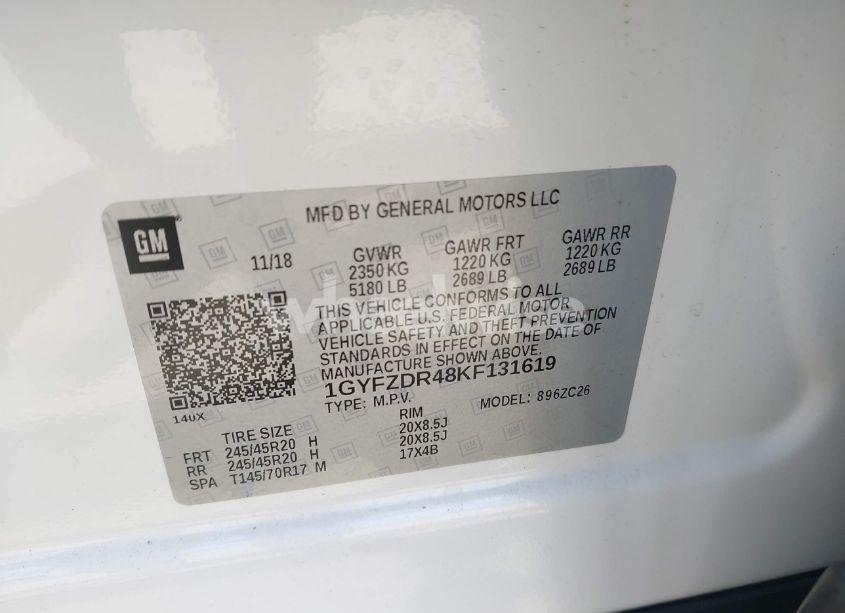 MFD BY GENERAL MOTORS LLC
GM
11/18 GVWR GAWR FRT GAWR RR
2350 KG 1220 KG 1220 KG
5180 LB 2689 LB 2689 LB
THIS VEHICLE CONFORMS TO ALL
APPLICABLE U.S. FEDERAL MOTOR
VEHICLE SAFETY AND THEFT PREVENTION
STANDARDS IN EFFECT ON THE DATE OF
MANUFACTURE SHOWN ABOVE.
1GYFZDR48KF131619
TYPE: M.P.V. MODEL: 896ZC26
14UX
TIRE SIZE RIM
FRT 245/45R20 H 20X8.5J
RR 245/45R20 H 20X8.5J
SPA T145/70R17 M 17X4B